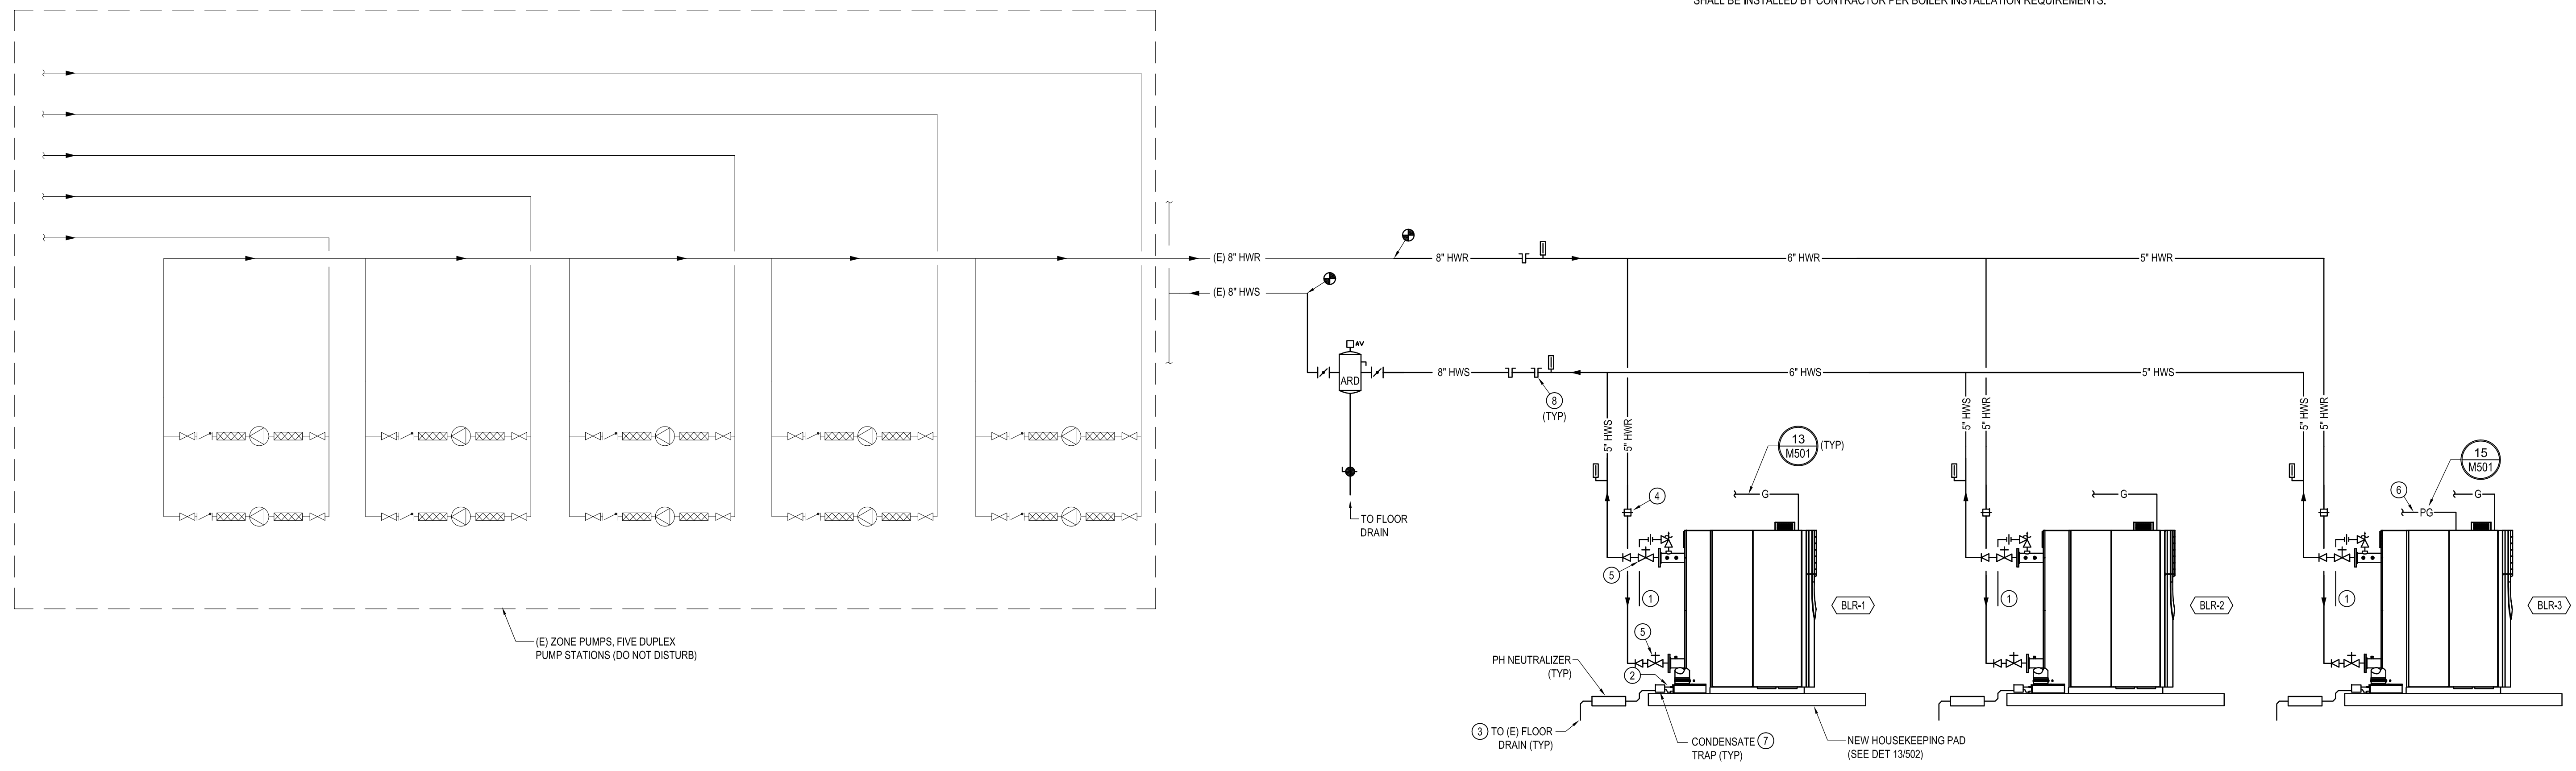 SHALL BE INSTALLED BY CONTRACTOR PER BOILER INSTALLATION REQUIREMENTS.
(E) 8" HWR
8" HWR
6" HWR
5" HWR
(E) 8" HWS
AV
ARD
8" HWS
6" HWS
5" HWS
8
(TYP)
5" HWS
5" HWR
5" HWS
5" HWR
5" HWS
5" HWR
13
M501
(TYP)
15
M501
4
G
G
6
PG
G
TO FLOOR
DRAIN
5
1
BLR-1
1
BLR-2
1
BLR-3
(E) ZONE PUMPS, FIVE DUPLEX
PUMP STATIONS (DO NOT DISTURB)
5
PH NEUTRALIZER
(TYP)
2
3 TO (E) FLOOR
DRAIN (TYP)
CONDENSATE 7
TRAP (TYP)
NEW HOUSEKEEPING PAD
(SEE DET 13/502)